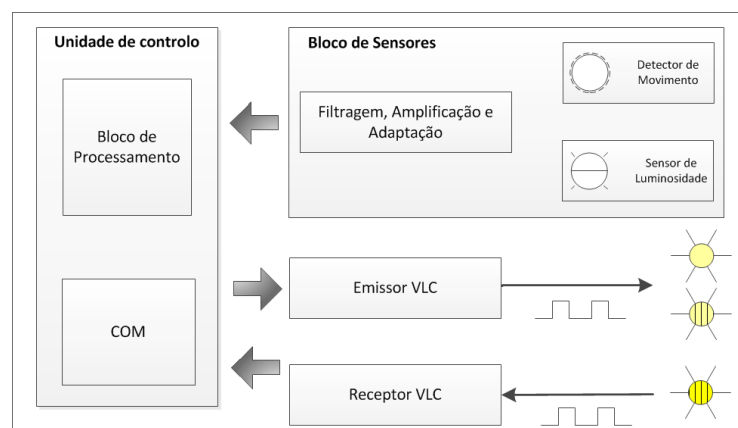 Unidade de controlo
Bloco de
Processamento
COM
Bloco de Sensores
Filtragem, Amplificação e
Adaptação
Detector de
Movimento
Sensor de
Luminosidade
Emissor VLC
Receptor VLC